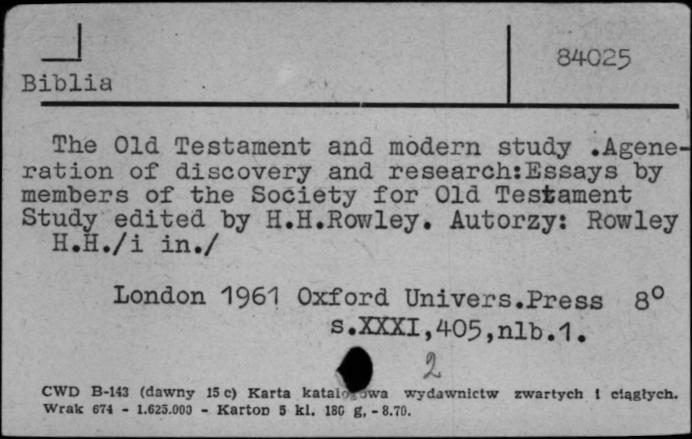 84025
Biblia
The Old Testament and modern study .Agene-
ration of discovery and research:Essays by
members of the Society for Old Testament
Study edited by H.H.Rowley. Autorzy: Rowley
H.H./i in./
London 1961 Oxford Univers.Press 8°
s.XXXI,405,nlb.1.
2
CWD B-143 (dawny 15 c) Karta katalogowa wydawnictw zwartych i ciągłych.
Wrak 674 - 1.625.000 - Karton 5 kl. 180 g, - 8.70.